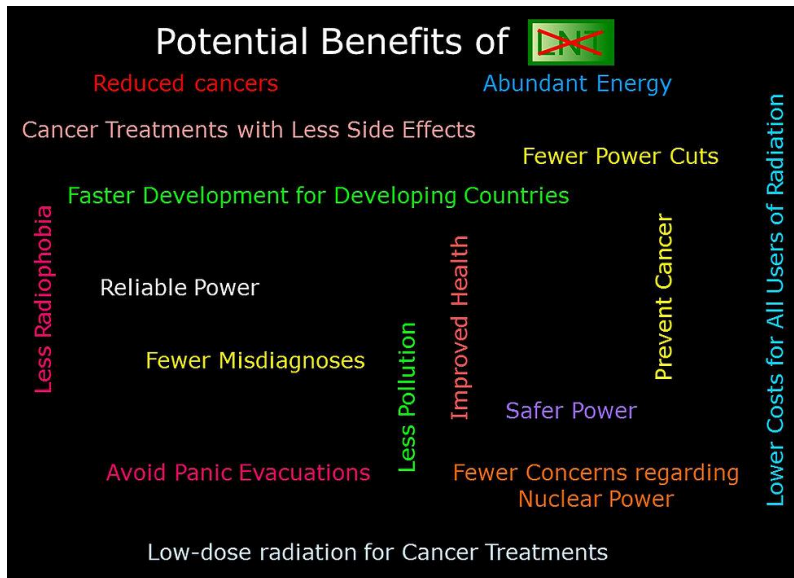 Potential Benefits of LNT
Reduced cancers
Abundant Energy
Cancer Treatments with Less Side Effects
Fewer Power Cuts
Faster Development for Developing Countries
Less Radiophobia
Reliable Power
Improved Health
Prevent Cancer
Lower Costs for All Users of Radiation
Fewer Misdiagnoses
Less Pollution
Safer Power
Avoid Panic Evacuations
Fewer Concerns regarding
Nuclear Power
Low-dose radiation for Cancer Treatments